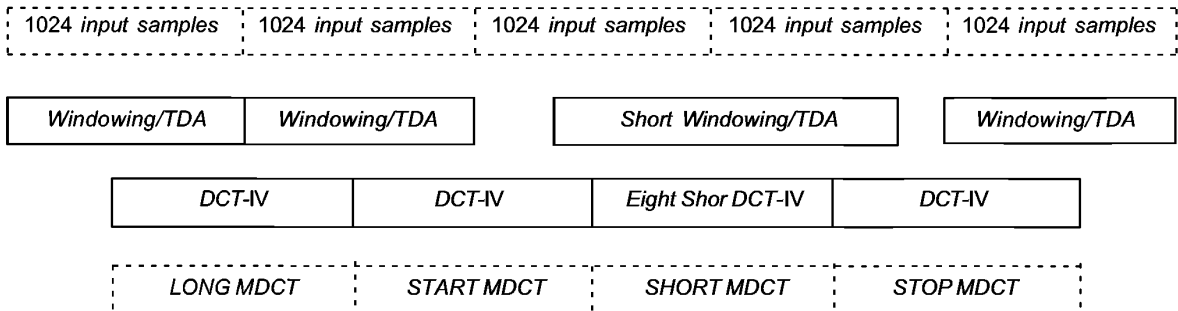 1024 input samples 1024 input samples 1024 input samples 1024 input samples 1024 input samples
Windowing/TDA Windowing/TDA Short Windowing/TDA Windowing/TDA
DCT-IV DCT-IV Eight Shor DCT-IV DCT-IV
LONG MDCT START MDCT SHORT MDCT STOP MDCT